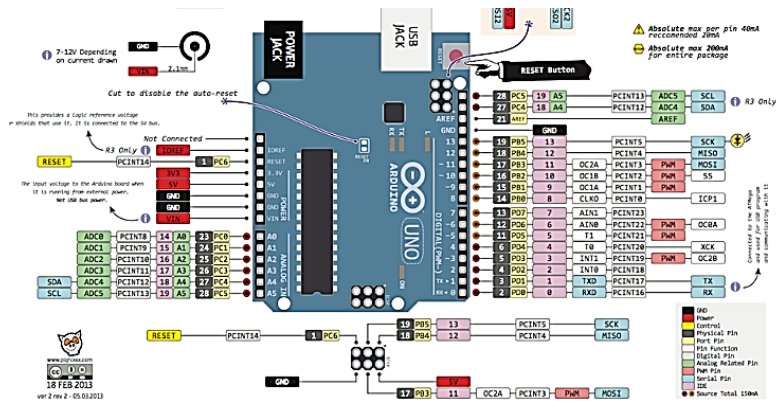 7-12V Depending
on current drawn
GND
VIN
2.1mm
POWER
JACK
USB
JACK
RESET
RESET Button
Absolute max per pin 40mA
reccomended 20mA
Absolute max 200mA
for entire package
Cut to disable the auto-reset
This provides a logic reference voltage
shields that use it. It is connected to the 5V bus.
R3 Only
Not Connected
IOREF
RESET PCINT14 1 PC6
3V3
5V
GND
GND
VIN
The input voltage to the Arduino board when
it is running from external power.
Not USB bus power.
ADC0 PCINT8 14 A0 23 PC0
ADC1 PCINT9 15 A1 24 PC1
ADC2 PCINT10 16 A2 25 PC2
ADC3 PCINT11 17 A3 26 PC3
SDA ADC4 PCINT12 18 A4 27 PC4
SCL ADC5 PCINT13 19 A5 28 PC5
IOREF
RESET
3.3V
5V
GND
GND
VIN
POWER
A0
A1
A2
A3
A4
A5
ANALOG IN
RX TX
L
RESET
EN
ARDUINO
UNO
ON
AREF
GND
13
12
~11
~10
~9
8
7
~6
~5
4
~3
2
TX 1
RX 0
DIGITAL (PWM~)
28 PC5 19 A5 PCINT13 ADC5 SCL
27 PC4 18 A4 PCINT12 ADC4 SDA
R3 Only
21 AREF AREF
GND
19 PB5 13 PCINT5 SCK
18 PB4 12 PCINT4 MISO
17 PB3 11 OC2A PCINT3 PWM MOSI
16 PB2 10 OC1B PCINT2 PWM SS
15 PB1 9 OC1A PCINT1 PWM
14 PB0 8 CLKO PCINT0 ICP1
13 PD7 7 AIN1 PCINT23
12 PD6 6 AIN0 PCINT22 PWM OC0A
11 PD5 5 T1 PCINT21 PWM
6 PD4 4 T0 PCINT20 XCK
5 PD3 3 INT1 PCINT19 PWM OC2B
4 PD2 2 INT0 PCINT18
3 PD1 1 TXD PCINT17 TX
2 PD0 0 RXD PCINT16 RX
Connected to the ATMega
and used for USB program
and communicating with it
RESET PCINT14 1 PC6
19 PB5 13 PCINT5 SCK
18 PB4 12 PCINT4 MISO
GND
5V
17 PB3 11 OC2A PCINT3 PWM MOSI
GND
Power
Control
Physical Pin
Port Pin
Pin Function
Digital Pin
Analog Related Pin
PWM Pin
Serial Pin
IDE
Source Total 150mA
www.pighixxx.com
18 FEB 2013
ver 2 rev 2 - 05.03.2013